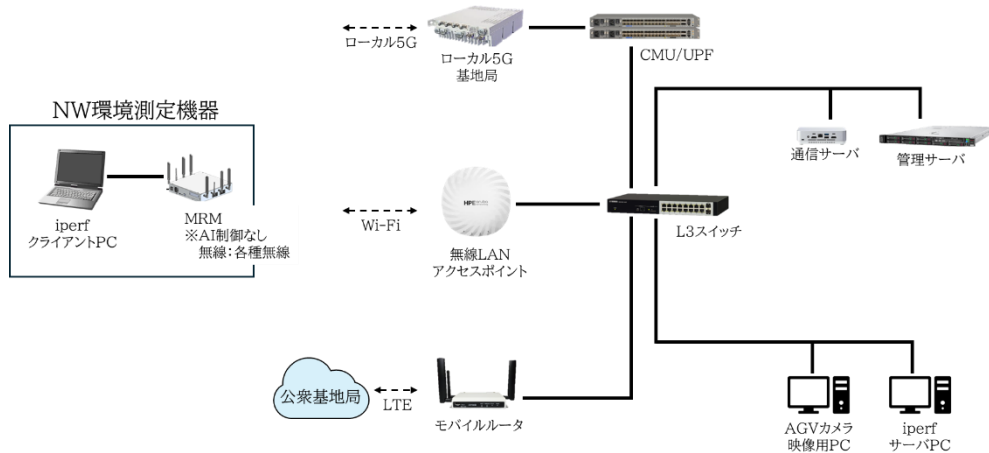 ローカル5G
ローカル5G
基地局
CMU/UPF
NW環境測定機器
iperf
クライアントPC
MRM
※AI制御なし
無線：各種無線
Wi-Fi
HPE
無線LAN
アクセスポイント
L3スイッチ
通信サーバ
管理サーバ
公衆基地局
LTE
モバイルルータ
AGVカメラ
映像用PC
iperf
サーバPC